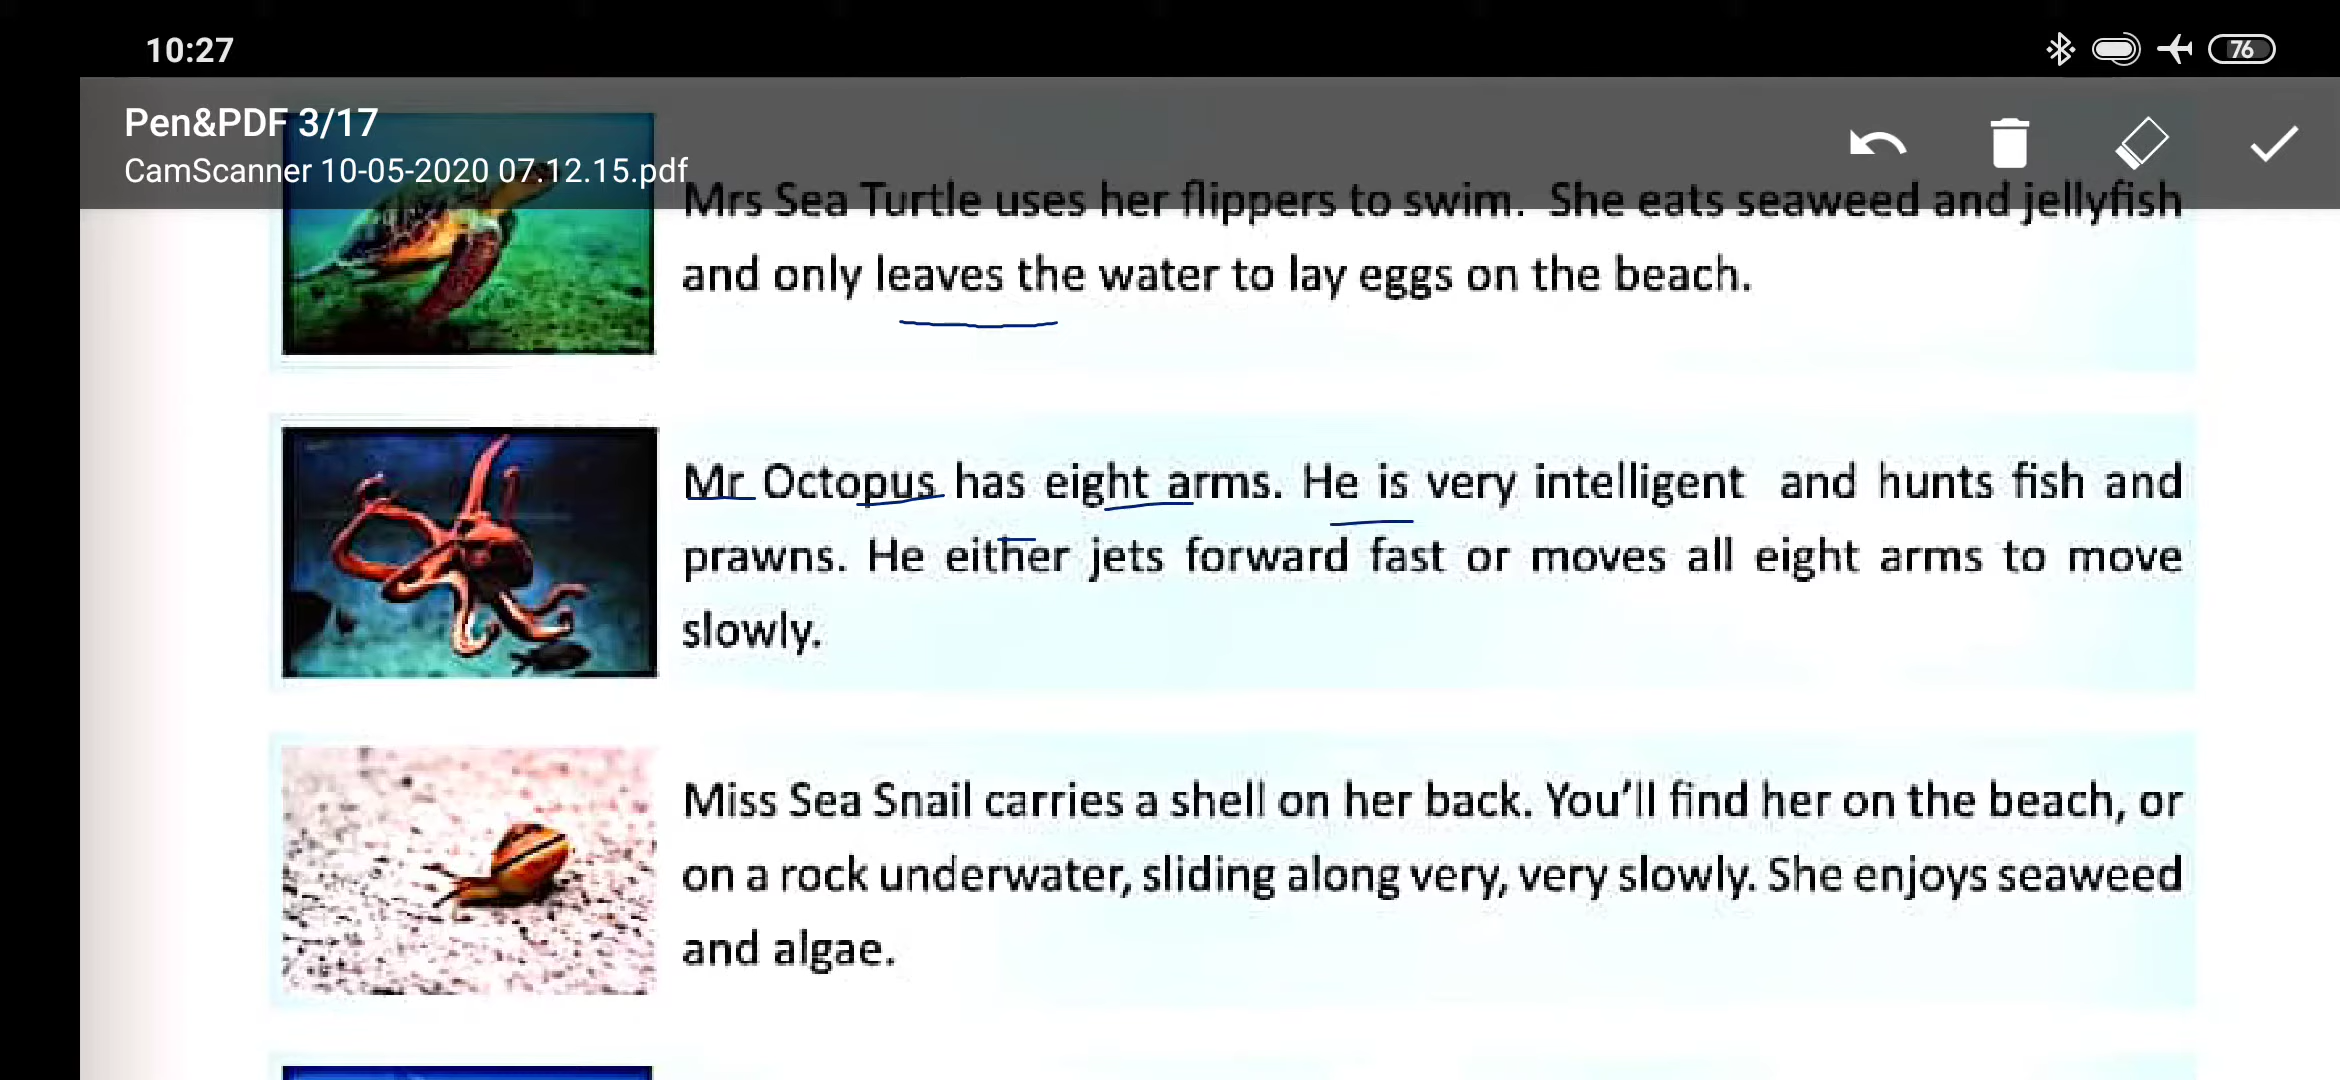 10:27
76
Pen&PDF 3/17
CamScanner 10-05-2020 07.12.15.pdf
Mrs Sea Turtle uses her flippers to swim. She eats seaweed and jellyfish
and only leaves the water to lay eggs on the beach.
Mr Octopus has eight arms. He is very intelligent and hunts fish and
prawns. He either jets forward fast or moves all eight arms to move
slowly.
Miss Sea Snail carries a shell on her back. You'll find her on the beach, or
on a rock underwater, sliding along very, very slowly. She enjoys seaweed
and algae.